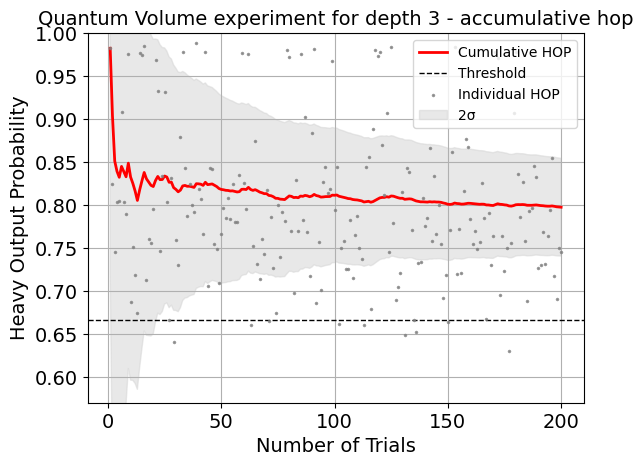 Quantum Volume experiment for depth 3 - accumulative hop
Heavy Output Probability
1.00
0.95
0.90
0.85
0.80
0.75
0.70
0.65
0.60
Cumulative HOP
Threshold
Individual HOP
2σ
0
50
100
150
200
Number of Trials